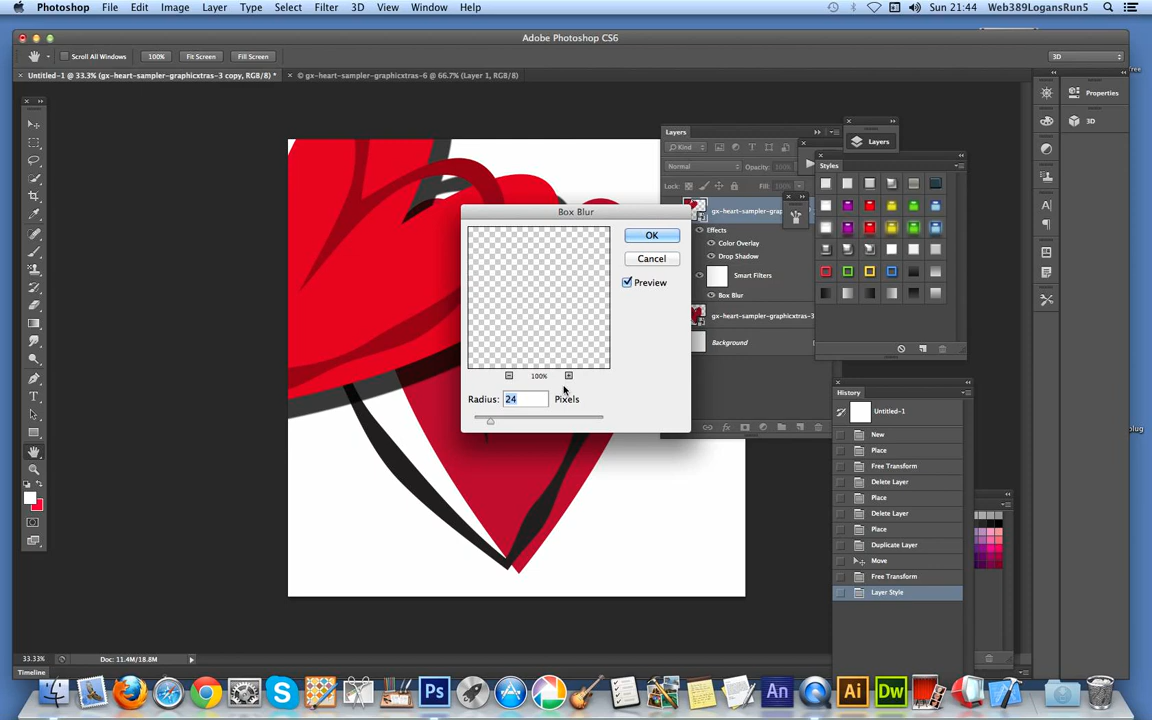 Photoshop File Edit Image Layer Type Select Filter 3D View Window Help Sun 21:44 Web389LogansRun5
Adobe Photoshop CS6
Scroll All Windows 100% Fit Screen Fill Screen 3D
Untitled-1 @ 33.3% (gx-heart-sampler-graphicxtras-3 copy, RGB/8) * © gx-heart-sampler-graphicxtras-6 @ 66.7% (Layer 1, RGB/8)
Properties
3D
Layers
Layers
Kind
Normal Opacity: 100%
Lock: Fill: 100%
gx-heart-sampler-grap
Effects
Color Overlay
Drop Shadow
Smart Filters
Box Blur
gx-heart-sampler-graphicxtras-3
Background
Styles
Box Blur
OK
Cancel
Preview
100%
Radius: 24 Pixels
History
Untitled-1
New
Place
Free Transform
Delete Layer
Place
Delete Layer
Place
Duplicate Layer
Move
Free Transform
Layer Style
plug
33.33% Doc: 11.4M/18.8M
Timeline
Ps An Ai Dw